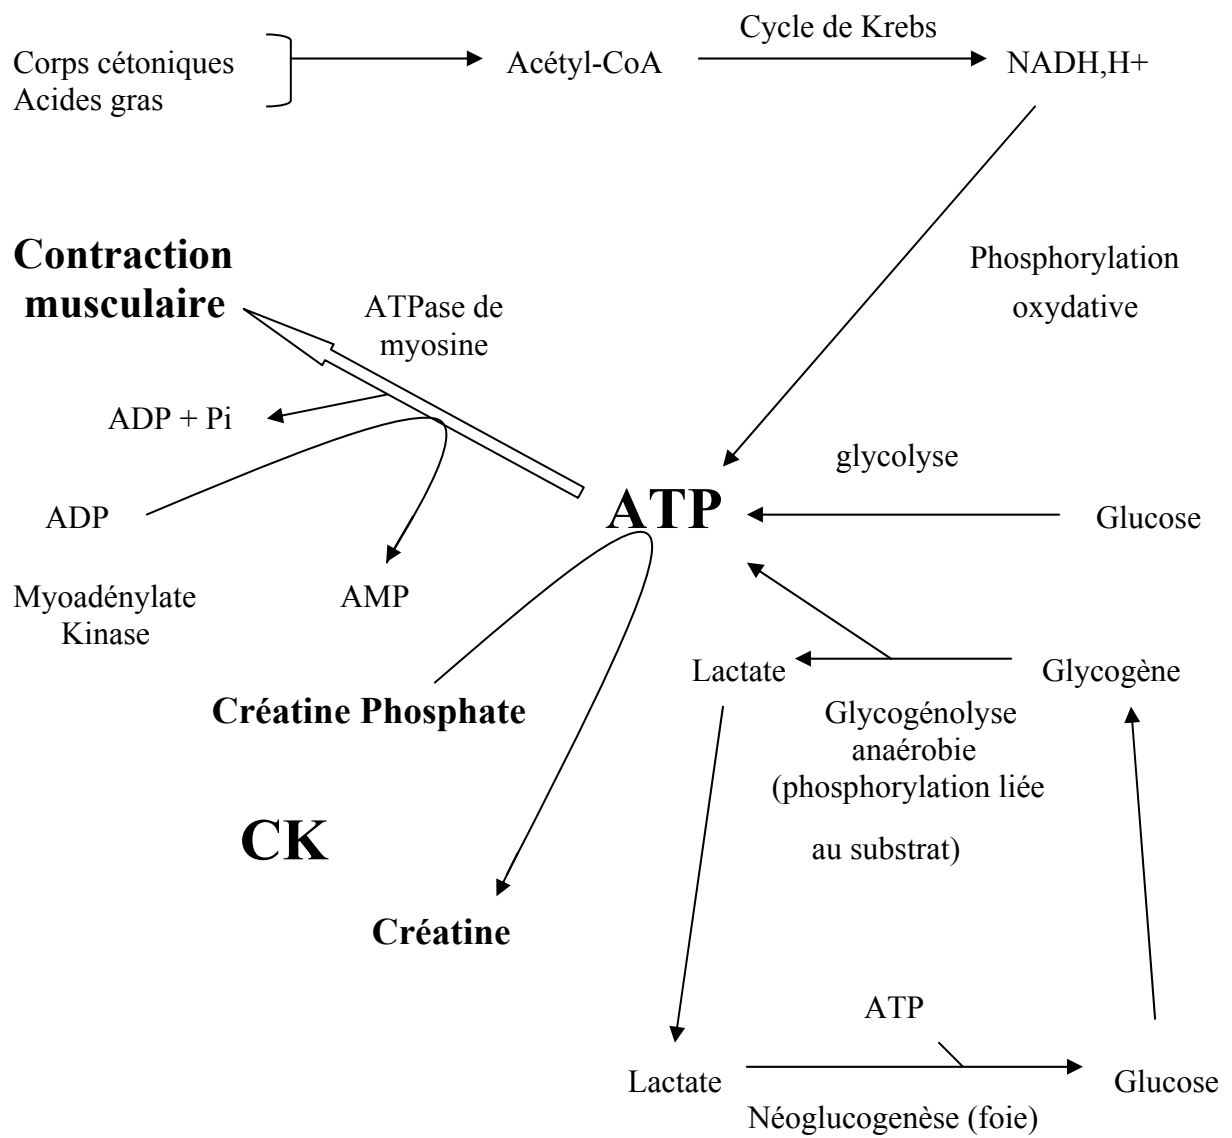 Cycle de Krebs
Corps cétoniques
Acides gras
Acétyl-CoA
NADH,H+
Contraction
musculaire
ATPase de
myosine
Phosphorylation
oxydative
ADP + Pi
glycolyse
ADP
ATP
Glucose
Myoadénylate
Kinase
AMP
Lactate
Glycogène
Créatine Phosphate
Glycogénolyse
anaérobie
(phosphorylation liée
au substrat)
CK
Créatine
ATP
Lactate
Glucose
Néoglucogenèse (foie)